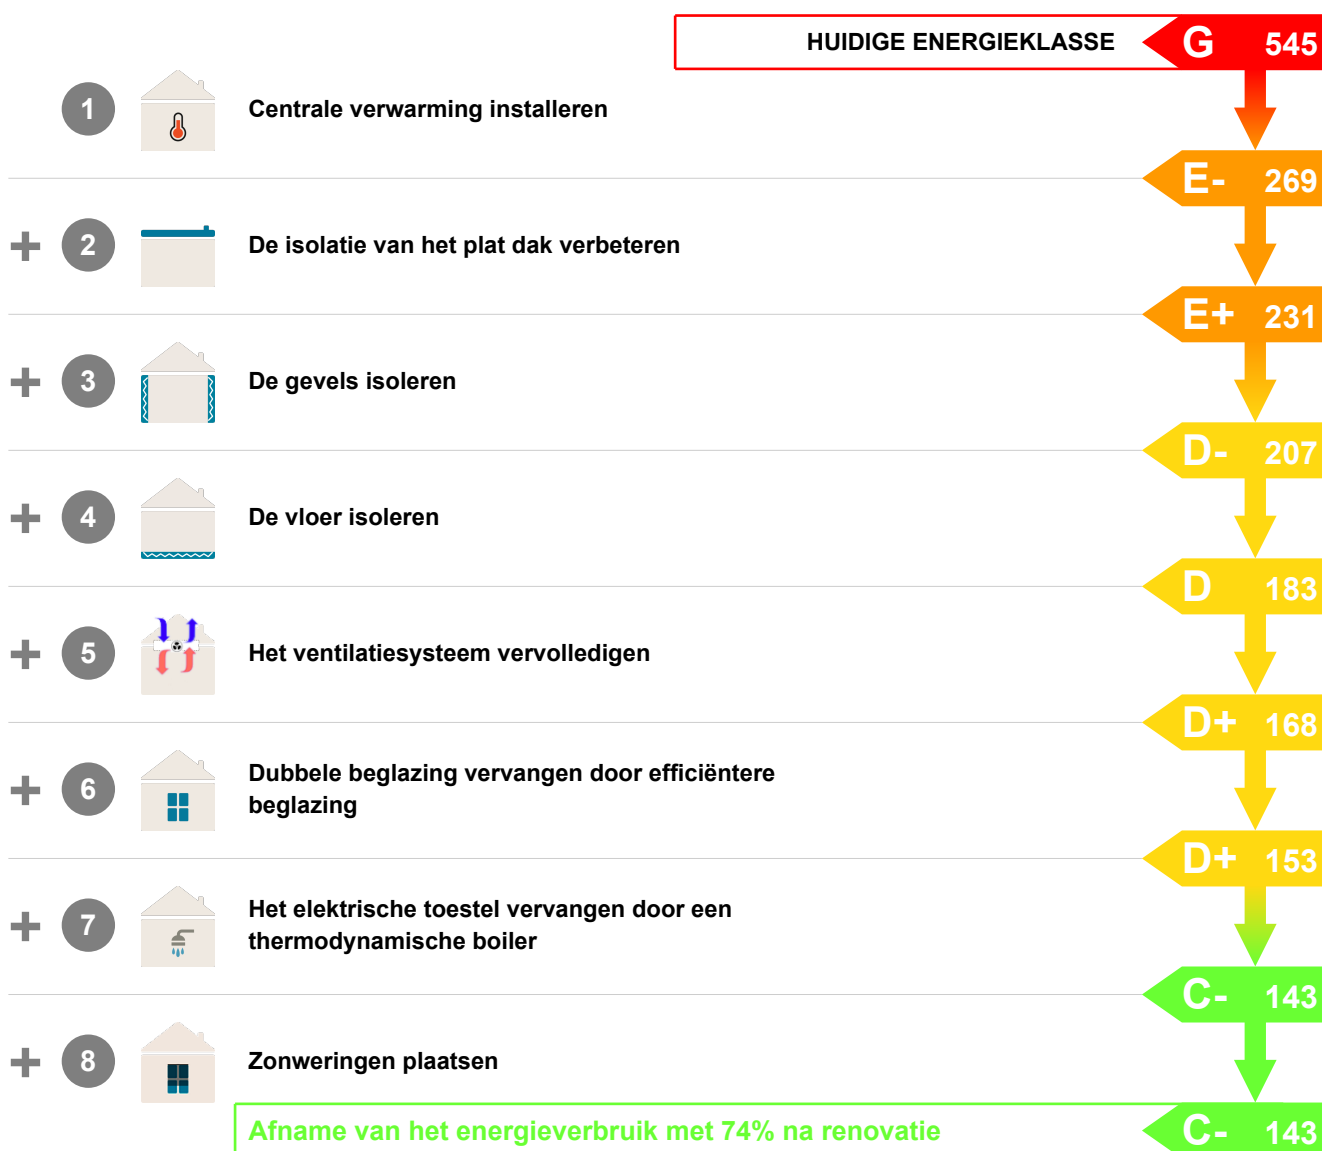 HUIDIGE ENERGIEKLASSE G 545
1 Centrale verwarming installeren
E- 269
+ 2 De isolatie van het plat dak verbeteren
E+ 231
+ 3 De gevels isoleren
D- 207
+ 4 De vloer isoleren
D 183
+ 5 Het ventilatiesysteem vervolledigen
D+ 168
+ 6 Dubbele beglazing vervangen door efficiëntere
beglazing
D+ 153
+ 7 Het elektrische toestel vervangen door een
thermodynamische boiler
C- 143
+ 8 Zonweringen plaatsen
Afname van het energieverbruik met 74% na renovatie C- 143